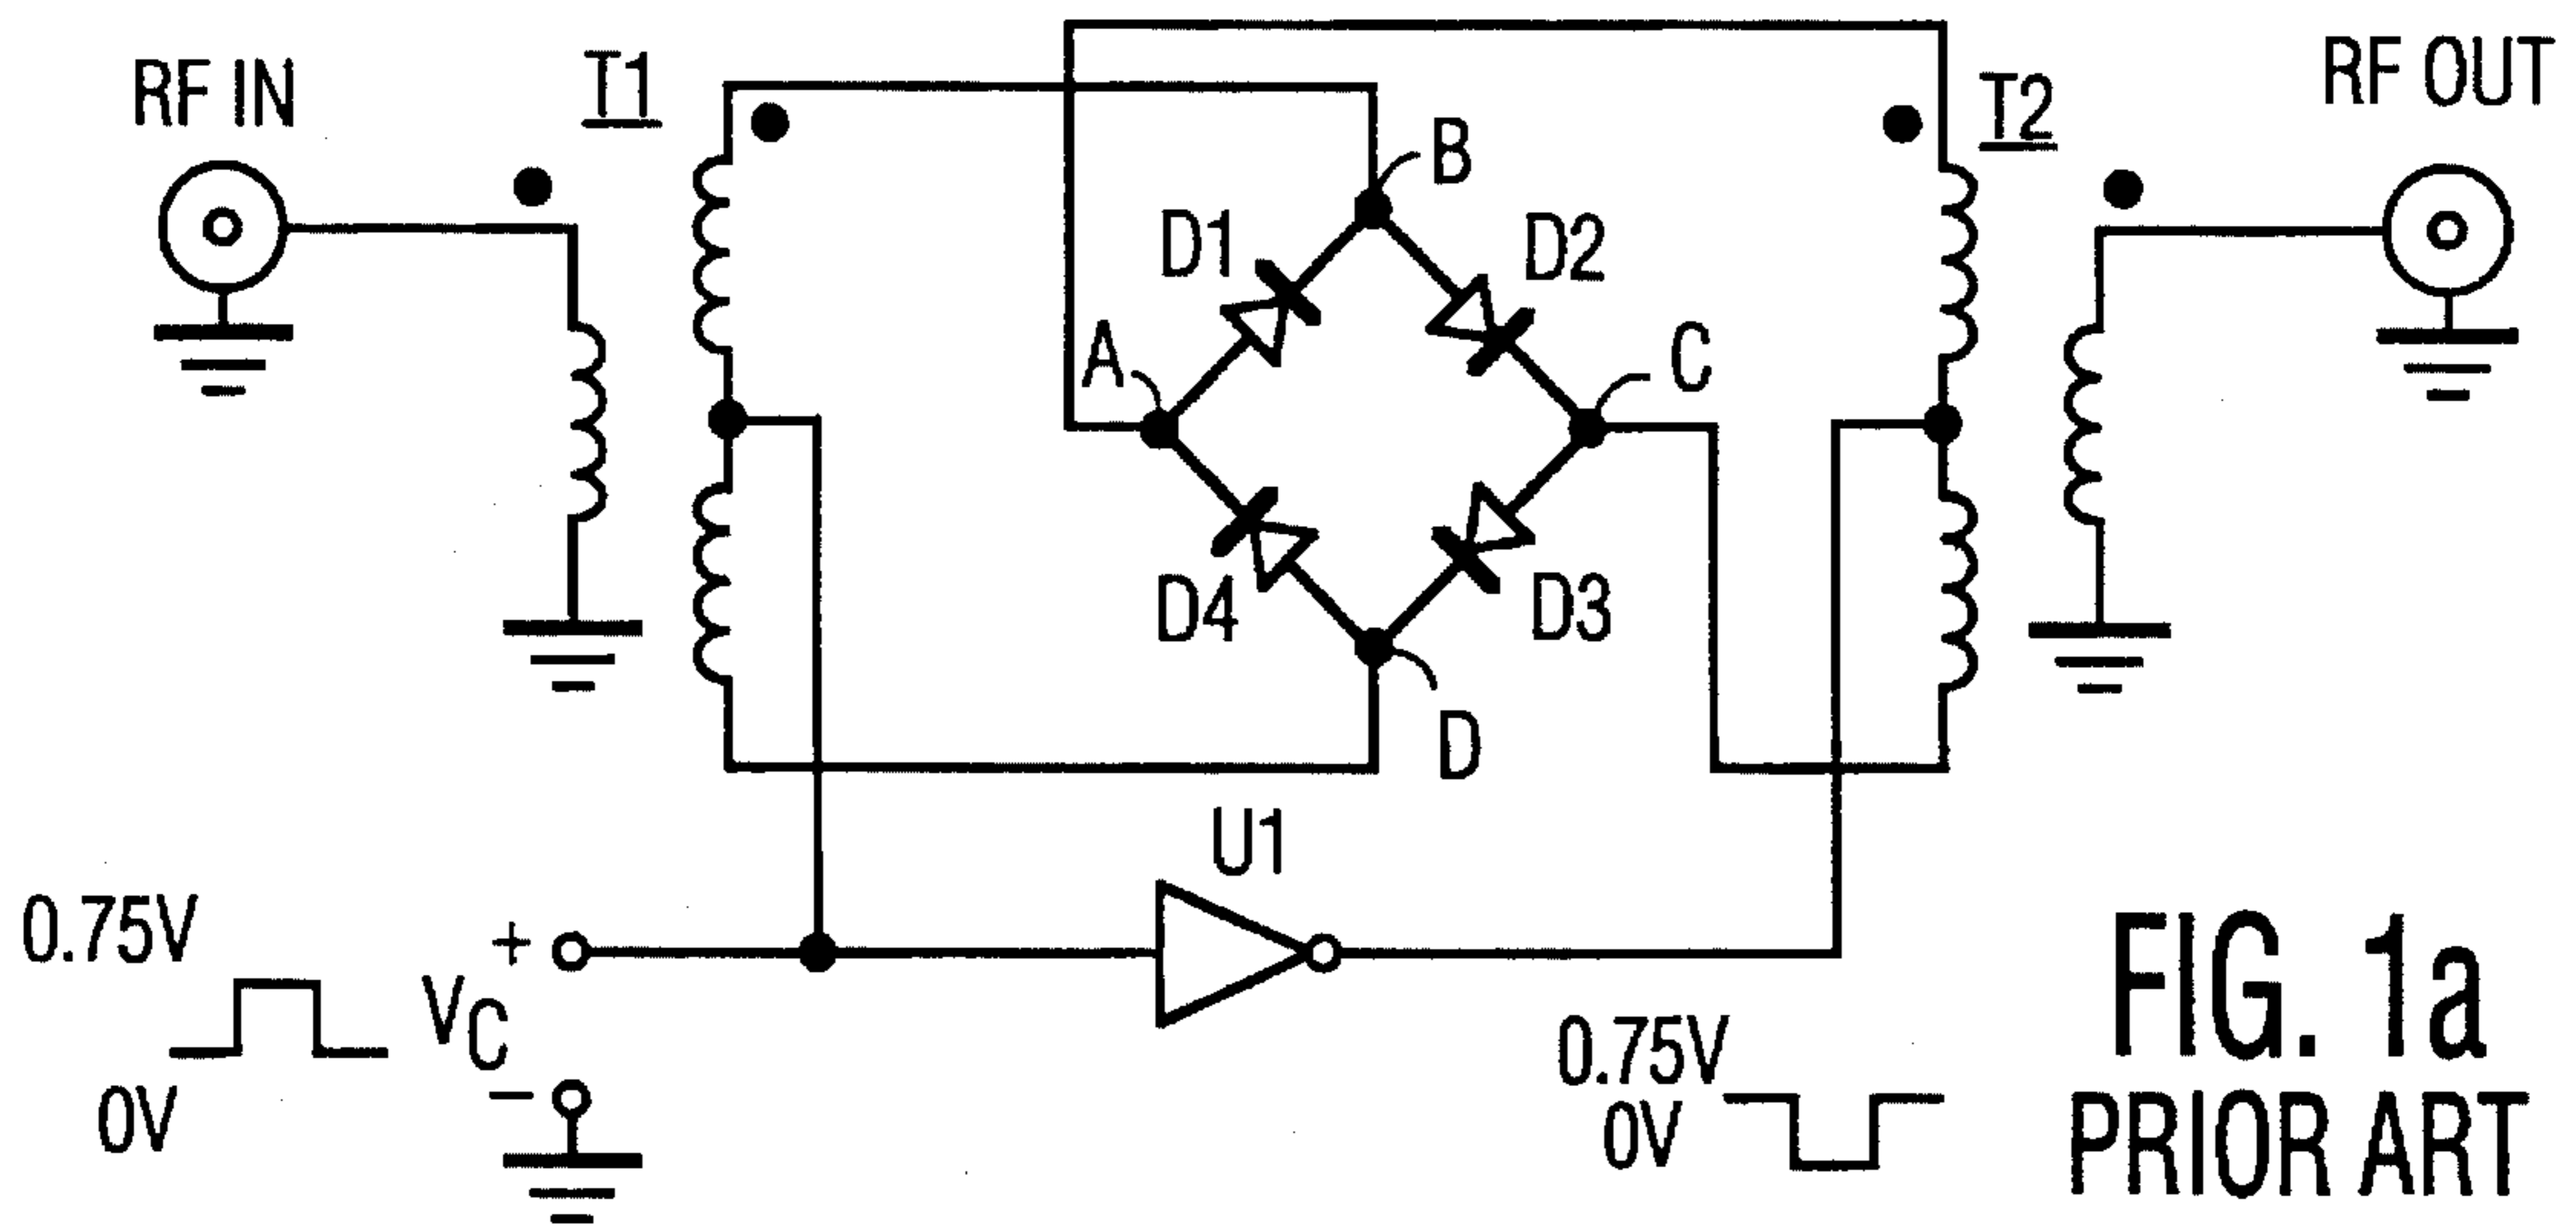 RF IN
T1
T2
RF OUT
B
D1
D2
A
C
D4
D3
D
U1
0.75V
+
VC
0V
−
0.75V
0V
FIG. 1a
PRIOR ART